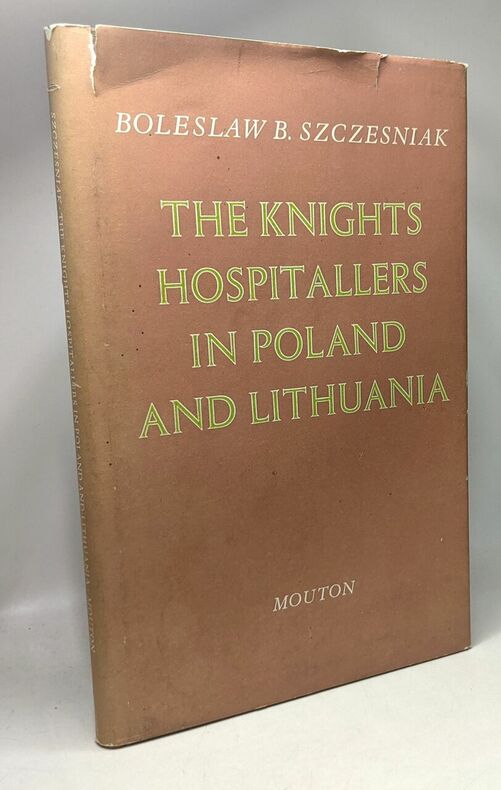 BOLESLAW B. SZCZESNIAK
THE KNIGHTS
HOSPITALLERS
IN POLAND
AND LITHUANIA
MOUTON
SZCZESNIAK THE KNIGHTS HOSPITALLERS IN POLAND AND LITHUANIA MOUTON